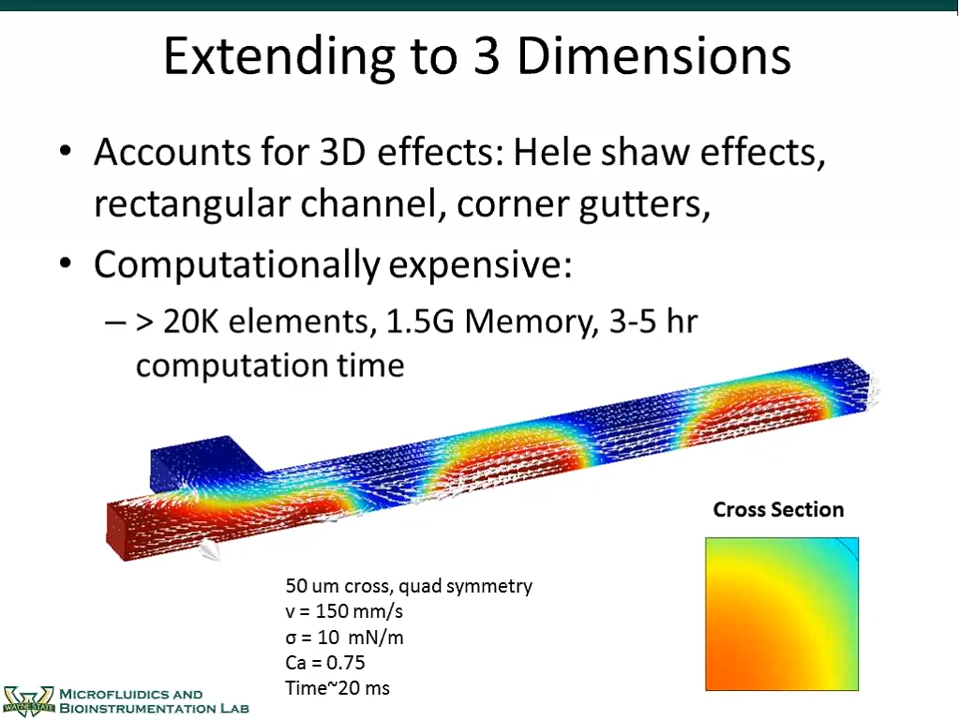 Extending to 3 Dimensions
• Accounts for 3D effects: Hele shaw effects,
rectangular channel, corner gutters,
• Computationally expensive:
– > 20K elements, 1.5G Memory, 3-5 hr
computation time
Cross Section
50 um cross, quad symmetry
v = 150 mm/s
σ = 10 mN/m
Ca = 0.75
Time~20 ms
WAYNE STATE
MICROFLUIDICS AND
BIOINSTRUMENTATION LAB